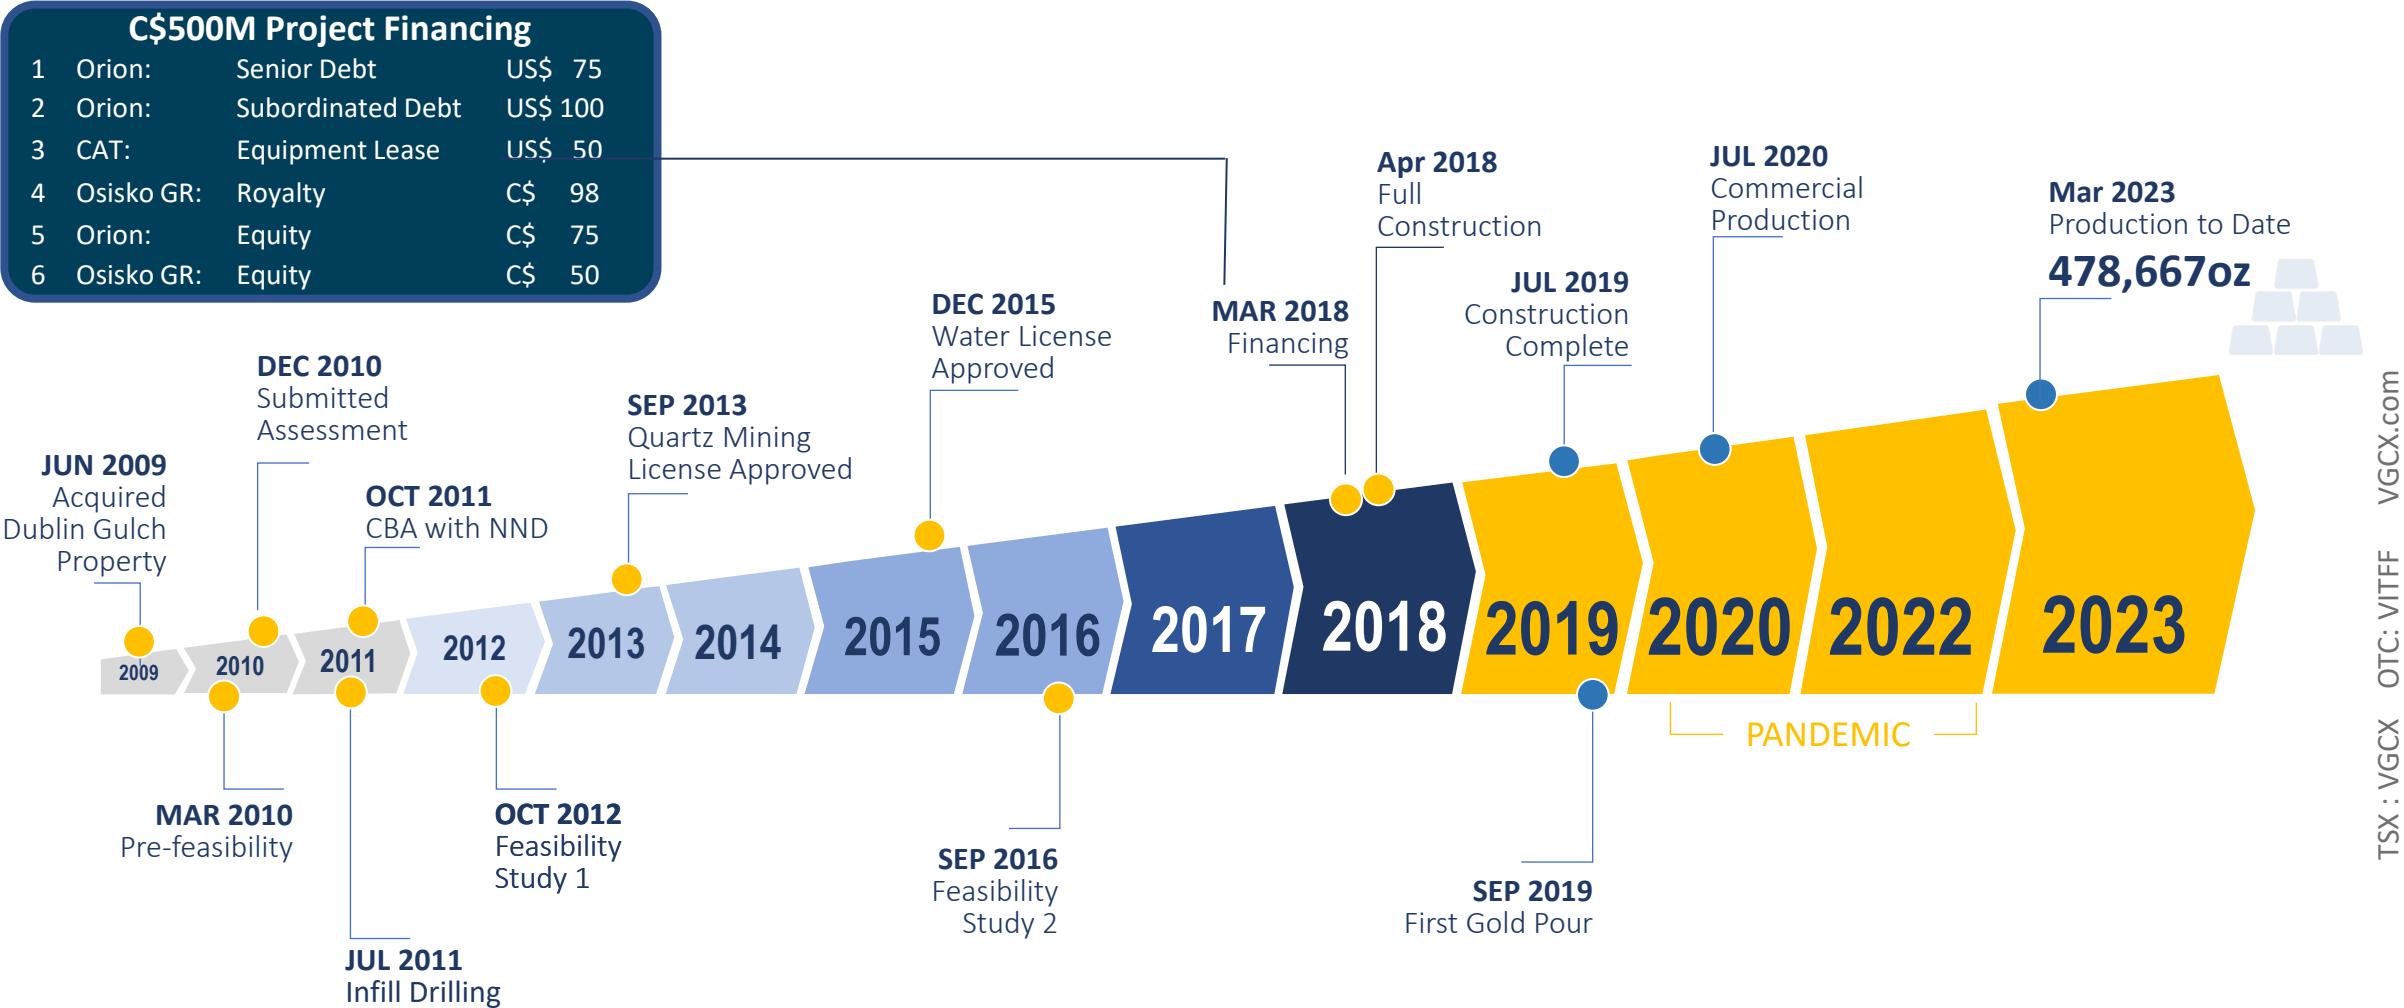 C$500M Project Financing
1 Orion: Senior Debt US$ 75
2 Orion: Subordinated Debt US$ 100
3 CAT: Equipment Lease US$ 50
4 Osisko GR: Royalty C$ 98
5 Orion: Equity C$ 75
6 Osisko GR: Equity C$ 50
JUN 2009
Acquired
Dublin Gulch
Property
DEC 2010
Submitted
Assessment
OCT 2011
CBA with NND
SEP 2013
Quartz Mining
License Approved
DEC 2015
Water License
Approved
MAR 2018
Financing
Apr 2018
Full
Construction
JUL 2019
Construction
Complete
JUL 2020
Commercial
Production
Mar 2023
Production to Date
478,667oz
2009 2010 2011 2012 2013 2014 2015 2016 2017 2018 2019 2020 2022 2023
PANDEMIC
MAR 2010
Pre-feasibility
JUL 2011
Infill Drilling
OCT 2012
Feasibility
Study 1
SEP 2016
Feasibility
Study 2
SEP 2019
First Gold Pour
TSX : VGCX OTC: VITFF VGCX.com